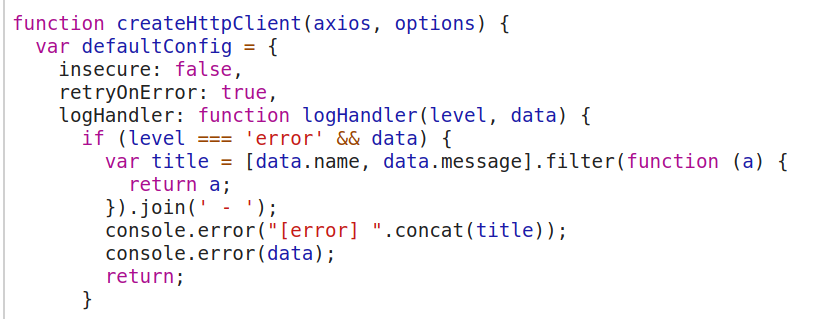 function createHttpClient(axios, options) {
  var defaultConfig = {
    insecure: false,
    retryOnError: true,
    logHandler: function logHandler(level, data) {
      if (level === 'error' && data) {
        var title = [data.name, data.message].filter(function (a) {
          return a;
        }).join(' - ');
        console.error("[error] ".concat(title));
        console.error(data);
        return;
      }